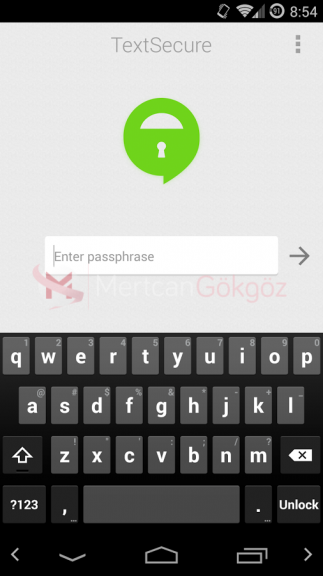 91 8:54
TextSecure
Enter passphrase
M MertcanGökgöz
1 2 3 4 5 6 7 8 9 0
q w e r t y u i o p
@ # $ % & * - + ( )
a s d f g h j k l
! " ' : ; / ?
z x c v b n m
?123 , ... . ... Unlock